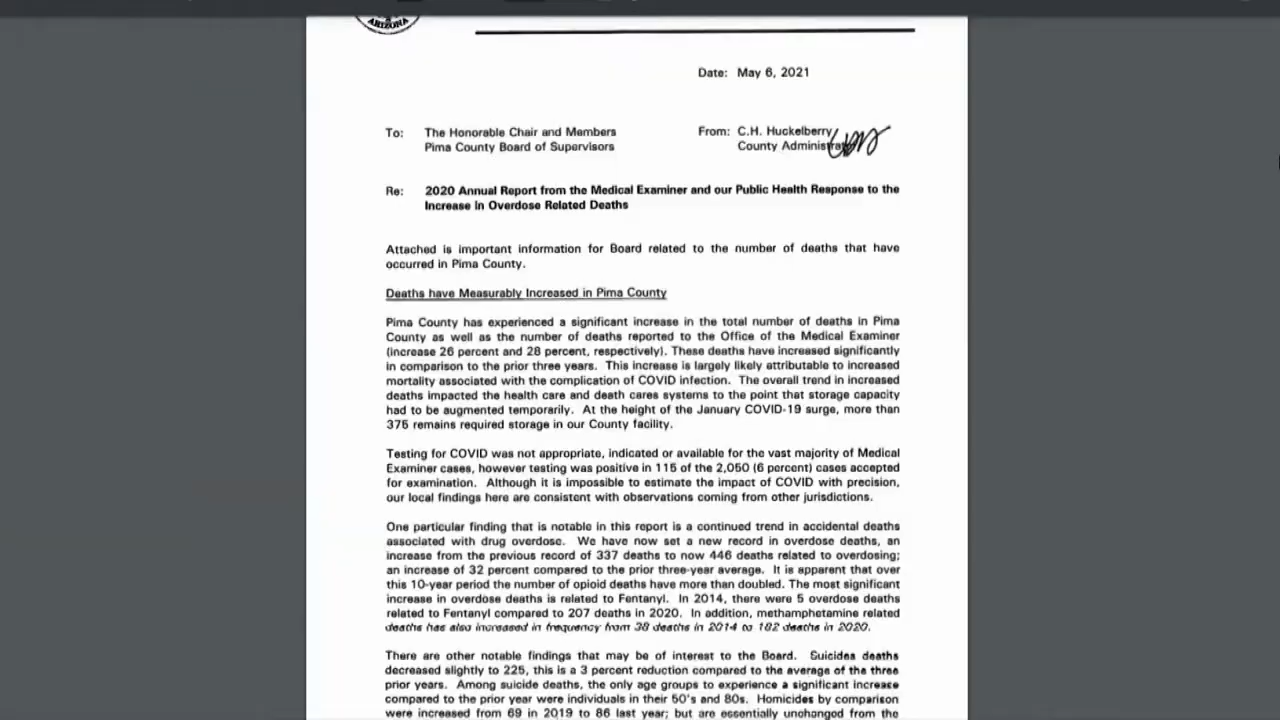 ARIZONA
Date: May 6, 2021
To: The Honorable Chair and Members
Pima County Board of Supervisors
From: C.H. Huckelberry
County Administrator
Re: 2020 Annual Report from the Medical Examiner and our Public Health Response to the
Increase in Overdose Related Deaths
Attached is important information for Board related to the number of deaths that have
occurred in Pima County.
Deaths have Measurably Increased in Pima County
Pima County has experienced a significant increase in the total number of deaths in Pima
County as well as the number of deaths reported to the Office of the Medical Examiner
(increase 26 percent and 28 percent, respectively). These deaths have increased significantly
in comparison to the prior three years. This increase is largely likely attributable to increased
mortality associated with the complication of COVID infection. The overall trend in increased
deaths impacted the health care and death cares systems to the point that storage capacity
had to be augmented temporarily. At the height of the January COVID-19 surge, more than
375 remains required storage in our County facility.
Testing for COVID was not appropriate, indicated or available for the vast majority of Medical
Examiner cases, however testing was positive in 115 of the 2,050 (6 percent) cases accepted
for examination. Although it is impossible to estimate the impact of COVID with precision,
our local findings here are consistent with observations coming from other jurisdictions.
One particular finding that is notable in this report is a continued trend in accidental deaths
associated with drug overdose. We have now set a new record in overdose deaths, an
increase from the previous record of 337 deaths to now 446 deaths related to overdosing;
an increase of 32 percent compared to the prior three-year average. It is apparent that over
this 10-year period the number of opioid deaths have more than doubled. The most significant
increase in overdose deaths is related to Fentanyl. In 2014, there were 5 overdose deaths
related to Fentanyl compared to 207 deaths in 2020. In addition, methamphetamine related
deaths has also increased in frequency from 38 deaths in 2014 to 182 deaths in 2020.
There are other notable findings that may be of interest to the Board. Suicides deaths
decreased slightly to 225, this is a 3 percent reduction compared to the average of the three
prior years. Among suicide deaths, the only age groups to experience a significant increase
compared to the prior year were individuals in their 50's and 80s. Homicides by comparison
were increased from 69 in 2019 to 86 last year; but are essentially unchanged from the